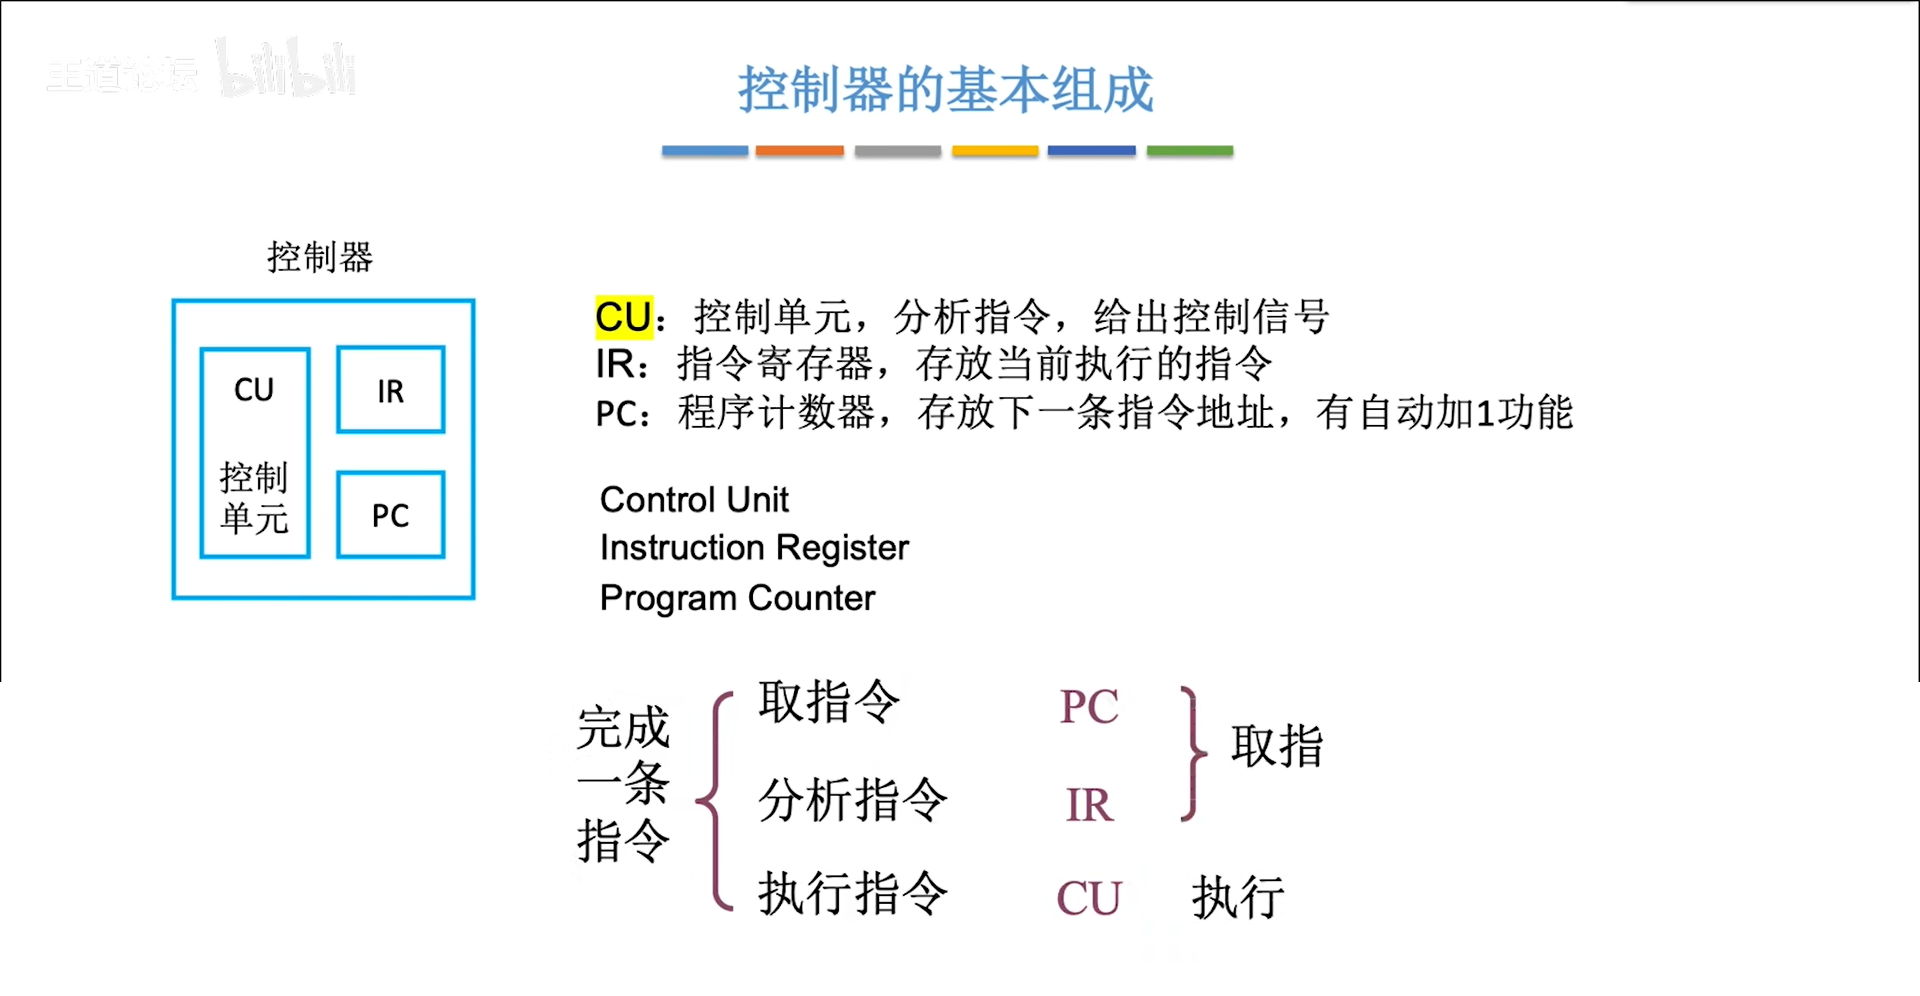 王道论坛 bilibili
控制器的基本组成
控制器
CU
控制
单元
IR
PC
CU：控制单元，分析指令，给出控制信号
IR：指令寄存器，存放当前执行的指令
PC：程序计数器，存放下一条指令地址，有自动加1功能
Control Unit
Instruction Register
Program Counter
完成
一条
指令
取指令 PC
分析指令 IR
取指
执行指令 CU 执行